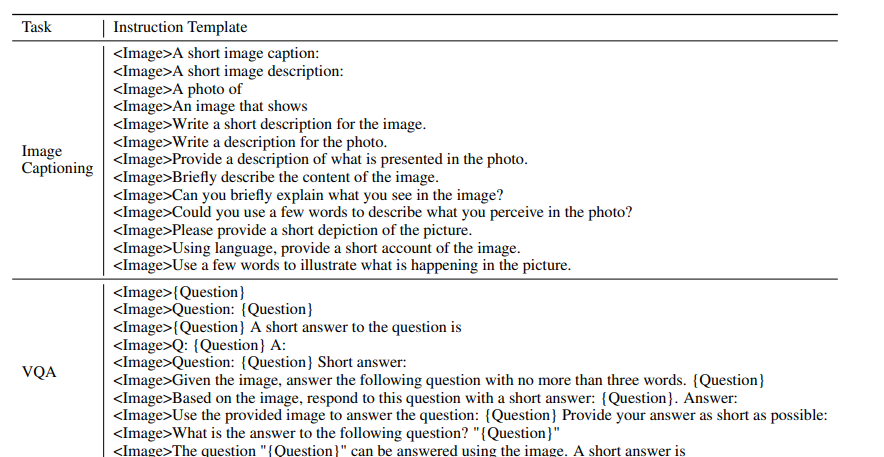 Task Instruction Template
<Image>A short image caption:
<Image>A short image description:
<Image>A photo of
<Image>An image that shows
<Image>Write a short description for the image.
<Image>Write a description for the photo.
<Image>Provide a description of what is presented in the photo.
<Image>Briefly describe the content of the image.
<Image>Can you briefly explain what you see in the image?
<Image>Could you use a few words to describe what you perceive in the photo?
<Image>Please provide a short depiction of the picture.
<Image>Using language, provide a short account of the image.
<Image>Use a few words to illustrate what is happening in the picture.
Image
Captioning
<Image>{Question}
<Image>Question: {Question}
<Image>{Question} A short answer to the question is
<Image>Q: {Question} A:
<Image>Question: {Question} Short answer:
<Image>Given the image, answer the following question with no more than three words. {Question}
<Image>Based on the image, respond to this question with a short answer: {Question}. Answer:
<Image>Use the provided image to answer the question: {Question} Provide your answer as short as possible:
<Image>What is the answer to the following question? "{Question}"
<Image>The question "{Question}" can be answered using the image. A short answer is
VQA